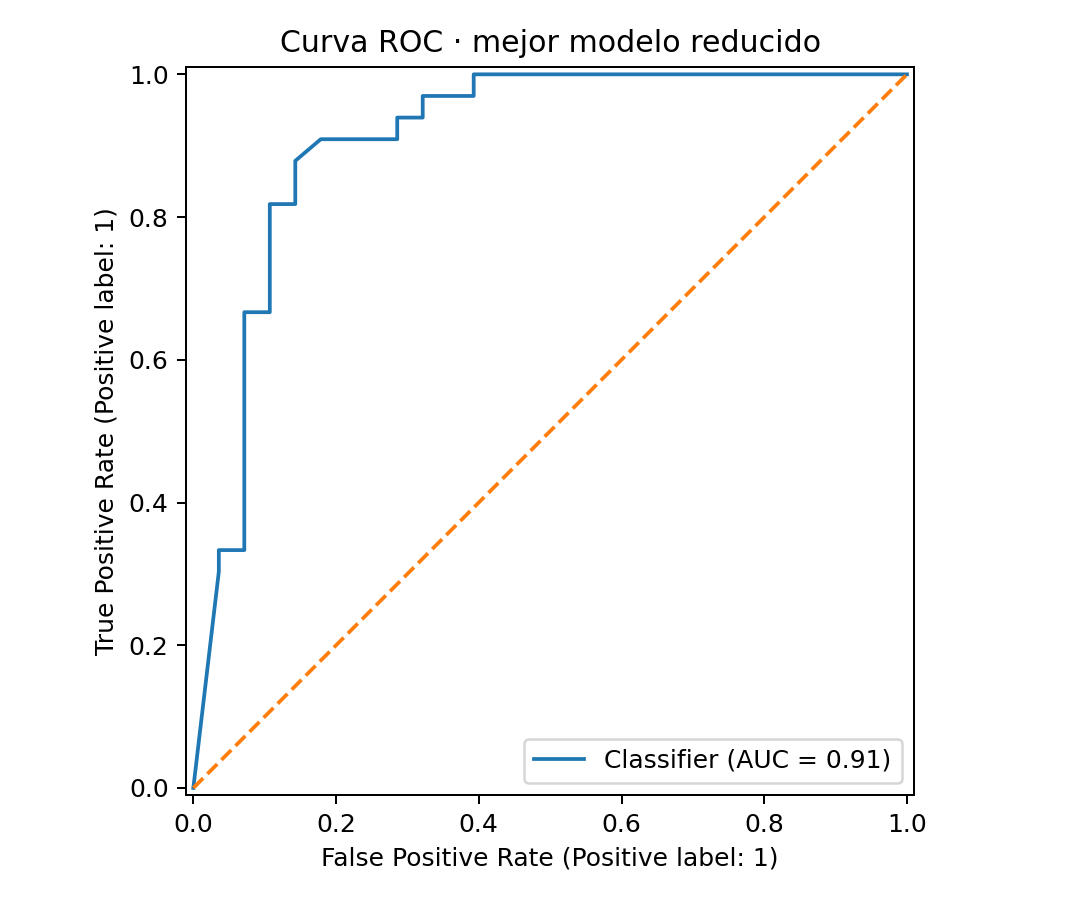 Curva ROC · mejor modelo reducido
True Positive Rate (Positive label: 1)
1.0
0.8
0.6
0.4
0.2
0.0
Classifier (AUC = 0.91)
0.0 0.2 0.4 0.6 0.8 1.0
False Positive Rate (Positive label: 1)